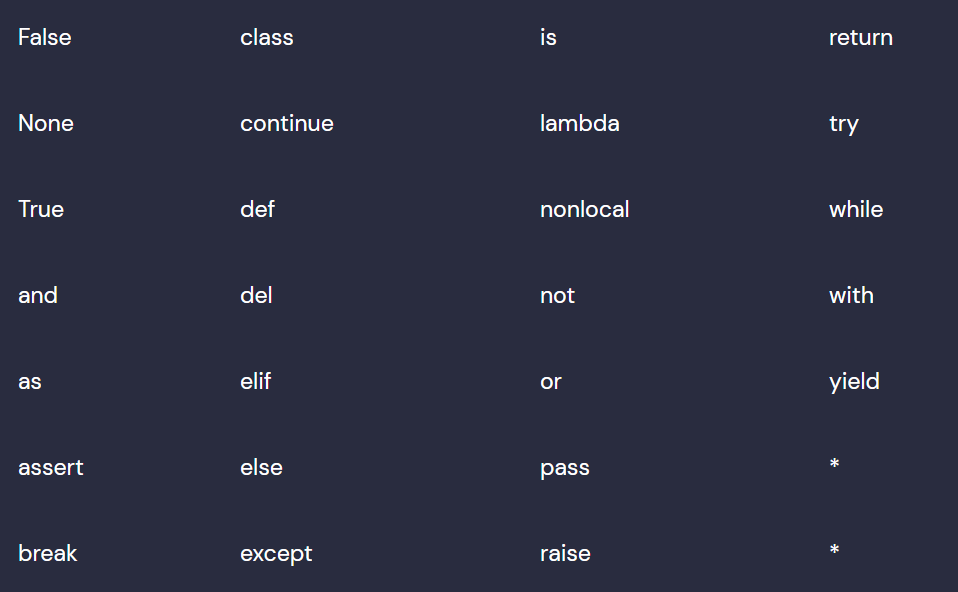 False class is return
None continue lambda try
True def nonlocal while
and del not with
as elif or yield
assert else pass *
break except raise *